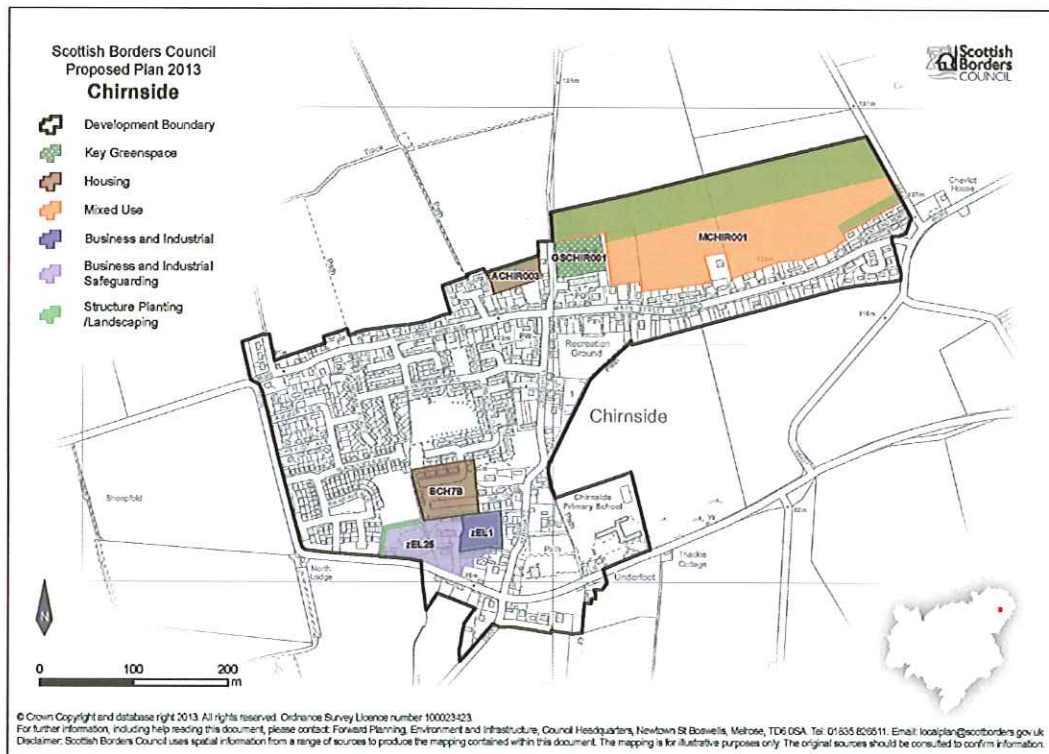 Scottish Borders Council
Proposed Plan 2013
Chirnside
Development Boundary
Key Greenspace
Housing
Mixed Use
Business and Industrial
Business and Industrial
Safeguarding
Structure Planting
/Landscaping
Scottish
Borders
COUNCIL
Track
Path
Cheviot
House
MCHIR001
GSCHIR001
ACHIR003
Recreation
Ground
Path
Chirnside
Sheepfold
BCH7B
zEL1
zEL25
Chirnside
Primary School
Path
North
Lodge
Underfoot
Thackle
Cottage
N
0 100 200
m
© Crown Copyright and database right 2013. All rights reserved. Ordnance Survey Licence number 100023423.
For further information, including help reading this document, please contact: Forward Planning, Environment and Infrastructure, Council Headquarters, Newtown St Boswells, Melrose, TD6 0SA. Tel: 01835 826511. Email: localplan@scotborders.gov.uk
Disclaimer: Scottish Borders Council uses spatial information from a range of sources to produce the mapping contained within this document. The mapping is for illustrative purposes only. The original sources should be consulted to confirm information.